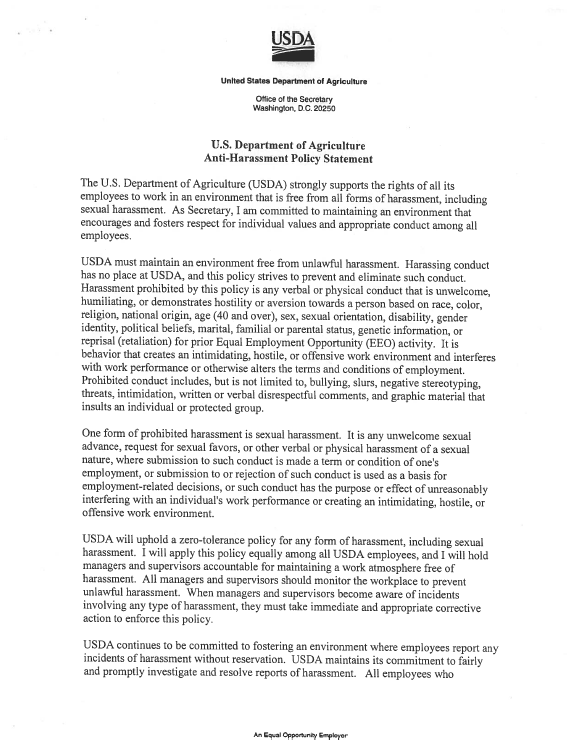 USDA
United States Department of Agriculture
Office of the Secretary
Washington, D.C. 20250
U.S. Department of Agriculture
Anti-Harassment Policy Statement
The U.S. Department of Agriculture (USDA) strongly supports the rights of all its
employees to work in an environment that is free from all forms of harassment, including
sexual harassment. As Secretary, I am committed to maintaining an environment that
encourages and fosters respect for individual values and appropriate conduct among all
employees.
USDA must maintain an environment free from unlawful harassment. Harassing conduct
has no place at USDA, and this policy strives to prevent and eliminate such conduct.
Harassment prohibited by this policy is any verbal or physical conduct that is unwelcome,
humiliating, or demonstrates hostility or aversion towards a person based on race, color,
religion, national origin, age (40 and over), sex, sexual orientation, disability, gender
identity, political beliefs, marital, familial or parental status, genetic information, or
reprisal (retaliation) for prior Equal Employment Opportunity (EEO) activity. It is
behavior that creates an intimidating, hostile, or offensive work environment and interferes
with work performance or otherwise alters the terms and conditions of employment.
Prohibited conduct includes, but is not limited to, bullying, slurs, negative stereotyping,
threats, intimidation, written or verbal disrespectful comments, and graphic material that
insults an individual or protected group.
One form of prohibited harassment is sexual harassment. It is any unwelcome sexual
advance, request for sexual favors, or other verbal or physical harassment of a sexual
nature, where submission to such conduct is made a term or condition of one's
employment, or submission to or rejection of such conduct is used as a basis for
employment-related decisions, or such conduct has the purpose or effect of unreasonably
interfering with an individual's work performance or creating an intimidating, hostile, or
offensive work environment.
USDA will uphold a zero-tolerance policy for any form of harassment, including sexual
harassment. I will apply this policy equally among all USDA employees, and I will hold
managers and supervisors accountable for maintaining a work atmosphere free of
harassment. All managers and supervisors should monitor the workplace to prevent
unlawful harassment. When managers and supervisors become aware of incidents
involving any type of harassment, they must take immediate and appropriate corrective
action to enforce this policy.
USDA continues to be committed to fostering an environment where employees report any
incidents of harassment without reservation. USDA maintains its commitment to fairly
and promptly investigate and resolve reports of harassment. All employees who
An Equal Opportunity Employer